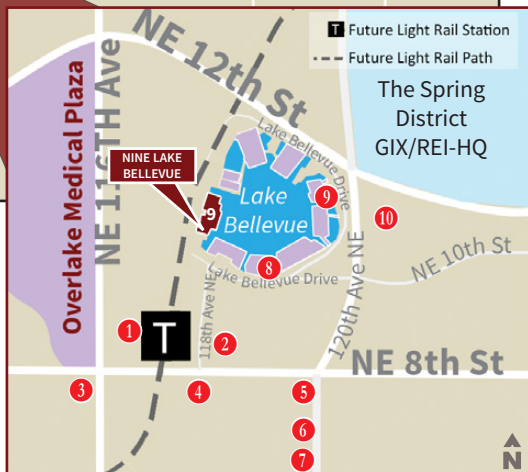 T Future Light Rail Station
Future Light Rail Path
NE 12th St
The Spring
District
GIX/REI-HQ
Overlake Medical Plaza
NE 116TH Ave
NINE LAKE
BELLEVUE
9
Lake Bellevue Drive
Lake
Bellevue
9
10
8
Lake Bellevue Drive
NE 10th St
120th Ave NE
118th Ave NE
1
T
2
NE 8th St
3
4
5
6
7
N